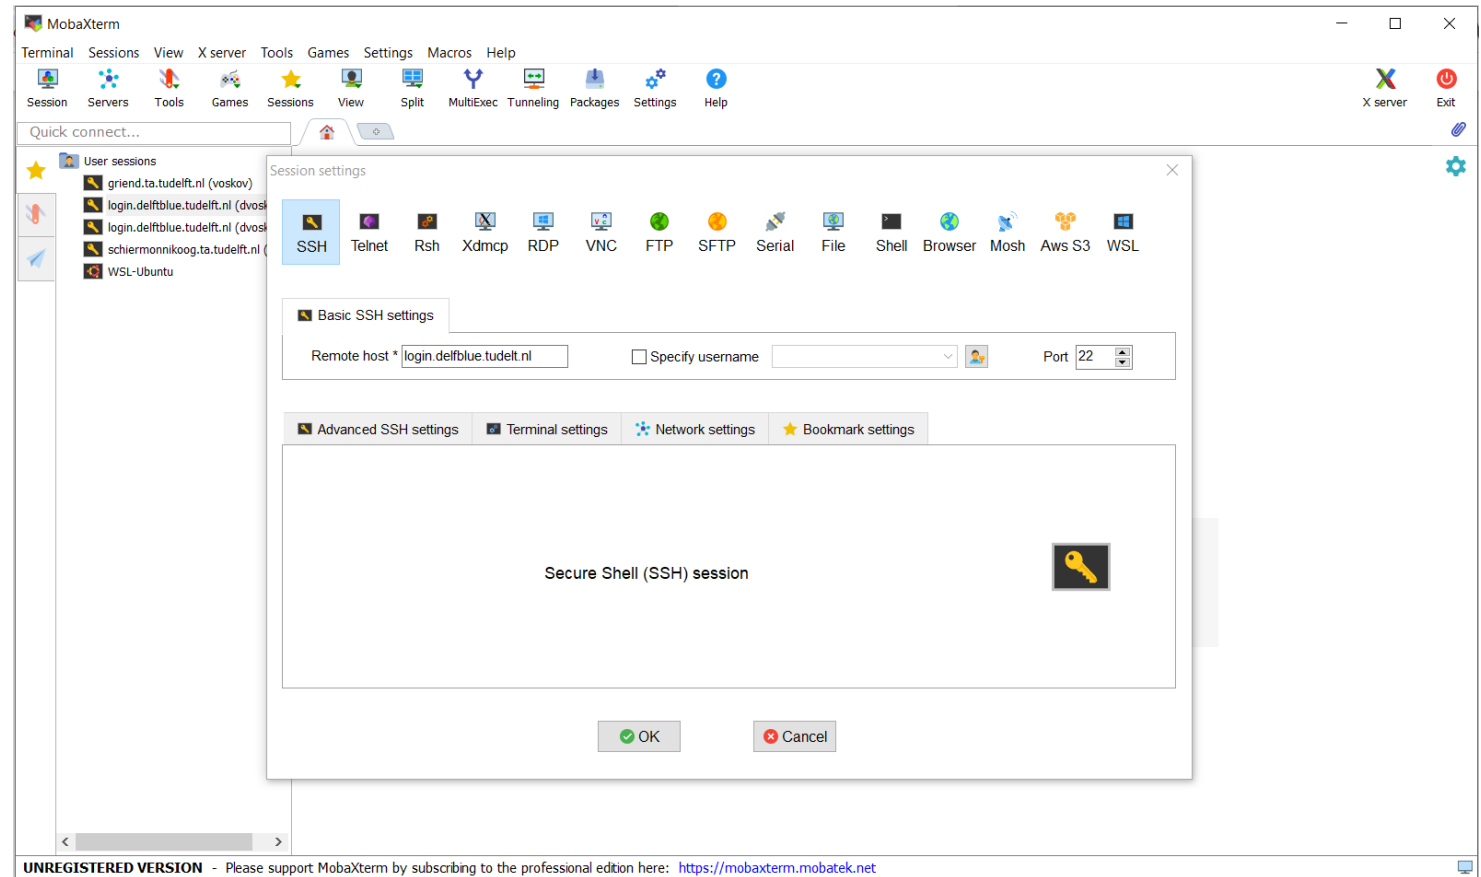 MobaXterm
Terminal Sessions View X server Tools Games Settings Macros Help
Session Servers Tools Games Sessions View Split MultiExec Tunneling Packages Settings Help X server Exit
Quick connect...
User sessions
griend.ta.tudelft.nl (voskov)
login.delftblue.tudelft.nl (dvosk
login.delftblue.tudelft.nl (dvosk
schiermonnikoog.ta.tudelft.nl (
WSL-Ubuntu
Session settings
SSH Telnet Rsh Xdmcp RDP VNC FTP SFTP Serial File Shell Browser Mosh Aws S3 WSL
Basic SSH settings
Remote host * login.delfblue.tudelt.nl Specify username Port 22
Advanced SSH settings Terminal settings Network settings Bookmark settings
Secure Shell (SSH) session
OK Cancel
UNREGISTERED VERSION - Please support MobaXterm by subscribing to the professional edition here: https://mobaxterm.mobatek.net